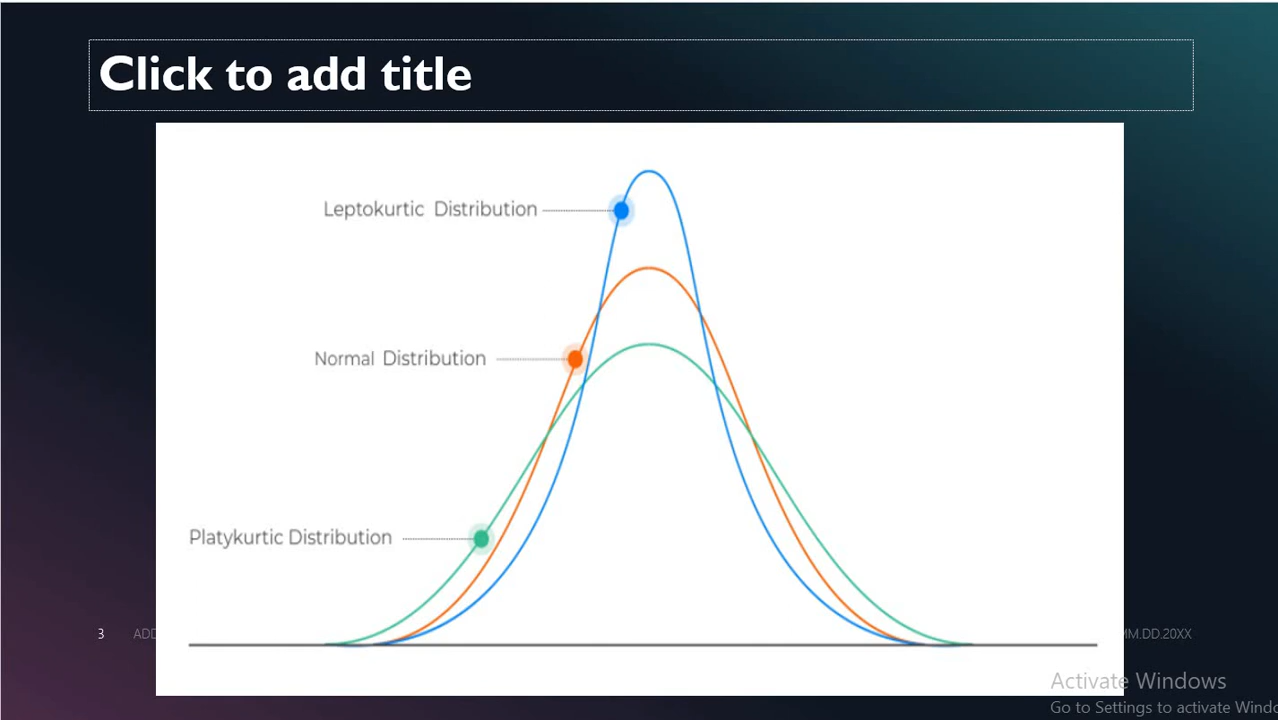 Click to add title
Leptokurtic Distribution
Normal Distribution
Platykurtic Distribution
3 ADD MM.DD.20XX
Activate Windows
Go to Settings to activate Windo